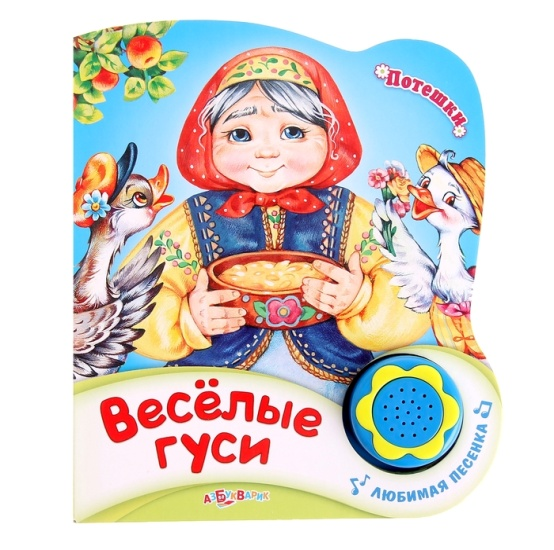 Потешки
Весёлые
гуси
АЗБУКВАРИК
ЛЮБИМАЯ ПЕСЕНКА